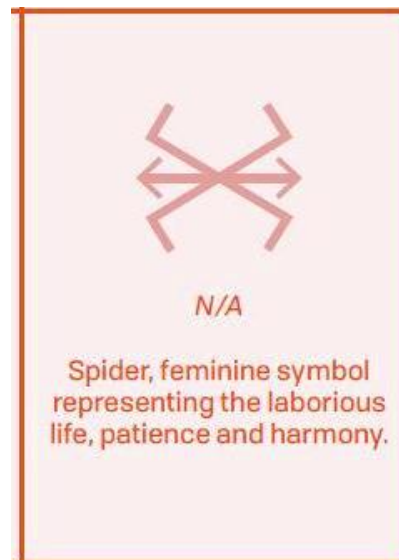 N/A
Spider, feminine symbol
representing the laborious
life, patience and harmony.